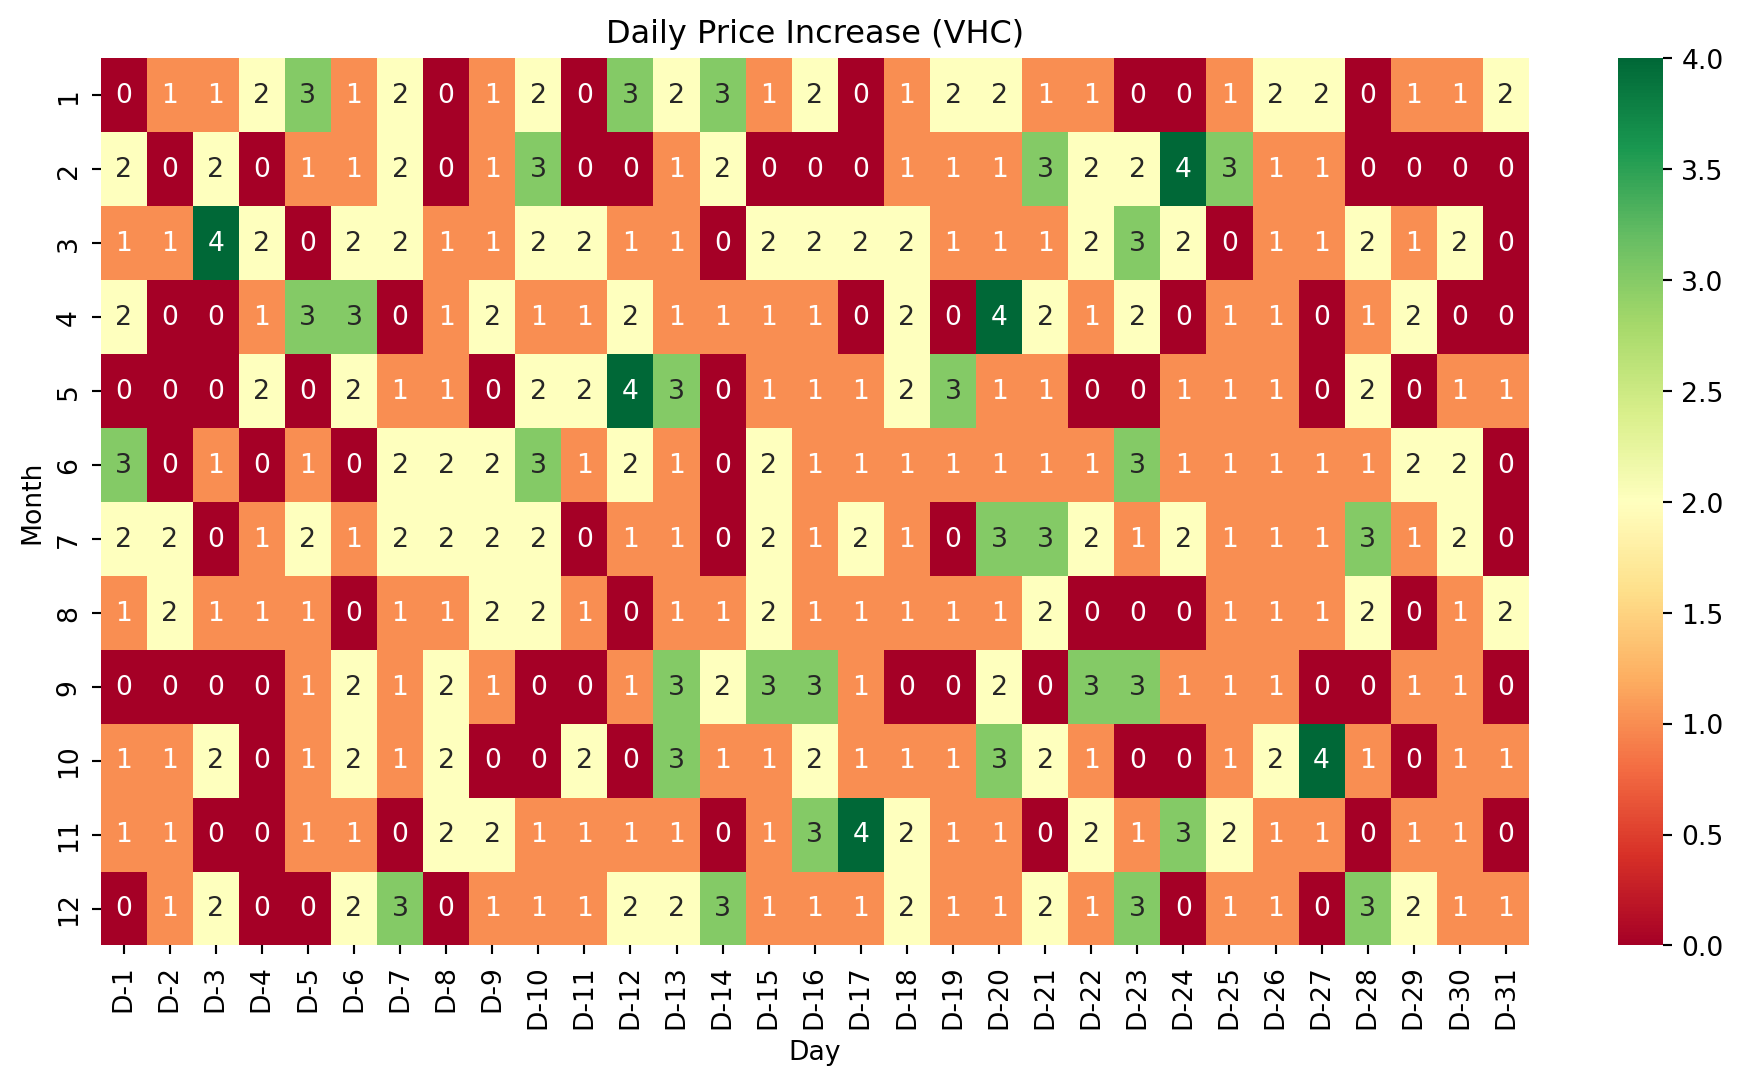 Daily Price Increase (VHC)
1 0 1 1 2 3 1 2 0 1 2 0 3 2 3 1 2 0 1 2 2 1 1 0 0 1 2 2 0 1 1 2
2 2 0 2 0 1 1 2 0 1 3 0 0 1 2 0 0 0 1 1 1 3 2 2 4 3 1 1 0 0 0 0
3 1 1 4 2 0 2 2 1 1 2 2 1 1 0 2 2 2 2 1 1 1 2 3 2 0 1 1 2 1 2 0
4 2 0 0 1 3 3 0 1 2 1 1 2 1 1 1 1 0 2 0 4 2 1 2 0 1 1 0 1 2 0 0
5 0 0 0 2 0 2 1 1 0 2 2 4 3 0 1 1 1 2 3 1 1 0 0 1 1 1 0 2 0 1 1
6 3 0 1 0 1 0 2 2 2 3 1 2 1 0 2 1 1 1 1 1 1 1 3 1 1 1 1 1 2 2 0
7 2 2 0 1 2 1 2 2 2 2 0 1 1 0 2 1 2 1 0 3 3 2 1 2 1 1 1 3 1 2 0
8 1 2 1 1 1 0 1 1 2 2 1 0 1 1 2 1 1 1 1 1 2 0 0 0 1 1 1 2 0 1 2
9 0 0 0 0 1 2 1 2 1 0 0 1 3 2 3 3 1 0 0 2 0 3 3 1 1 1 0 0 1 1 0
10 1 1 2 0 1 2 1 2 0 0 2 0 3 1 1 2 1 1 1 3 2 1 0 0 1 2 4 1 0 1 1
11 1 1 0 0 1 1 0 2 2 1 1 1 1 0 1 3 4 2 1 1 0 2 1 3 2 1 1 0 1 1 0
12 0 1 2 0 0 2 3 0 1 1 1 2 2 3 1 1 1 2 1 1 2 1 3 0 1 1 0 3 2 1 1
Month
D-1 D-2 D-3 D-4 D-5 D-6 D-7 D-8 D-9 D-10 D-11 D-12 D-13 D-14 D-15 D-16 D-17 D-18 D-19 D-20 D-21 D-22 D-23 D-24 D-25 D-26 D-27 D-28 D-29 D-30 D-31
Day
4.0
3.5
3.0
2.5
2.0
1.5
1.0
0.5
0.0